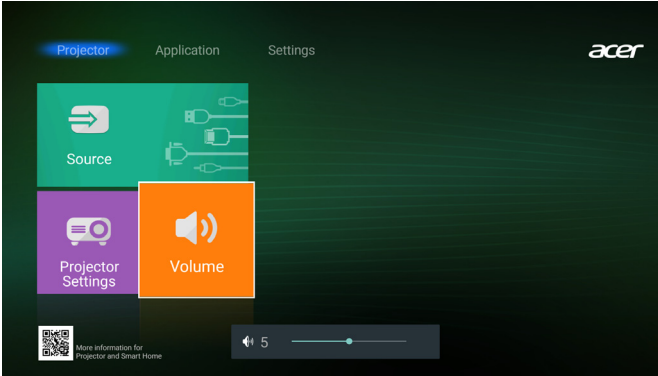 Projector
Application
Settings
acer
Source
Projector
Settings
Volume
More information for
Projector and Smart Home
5